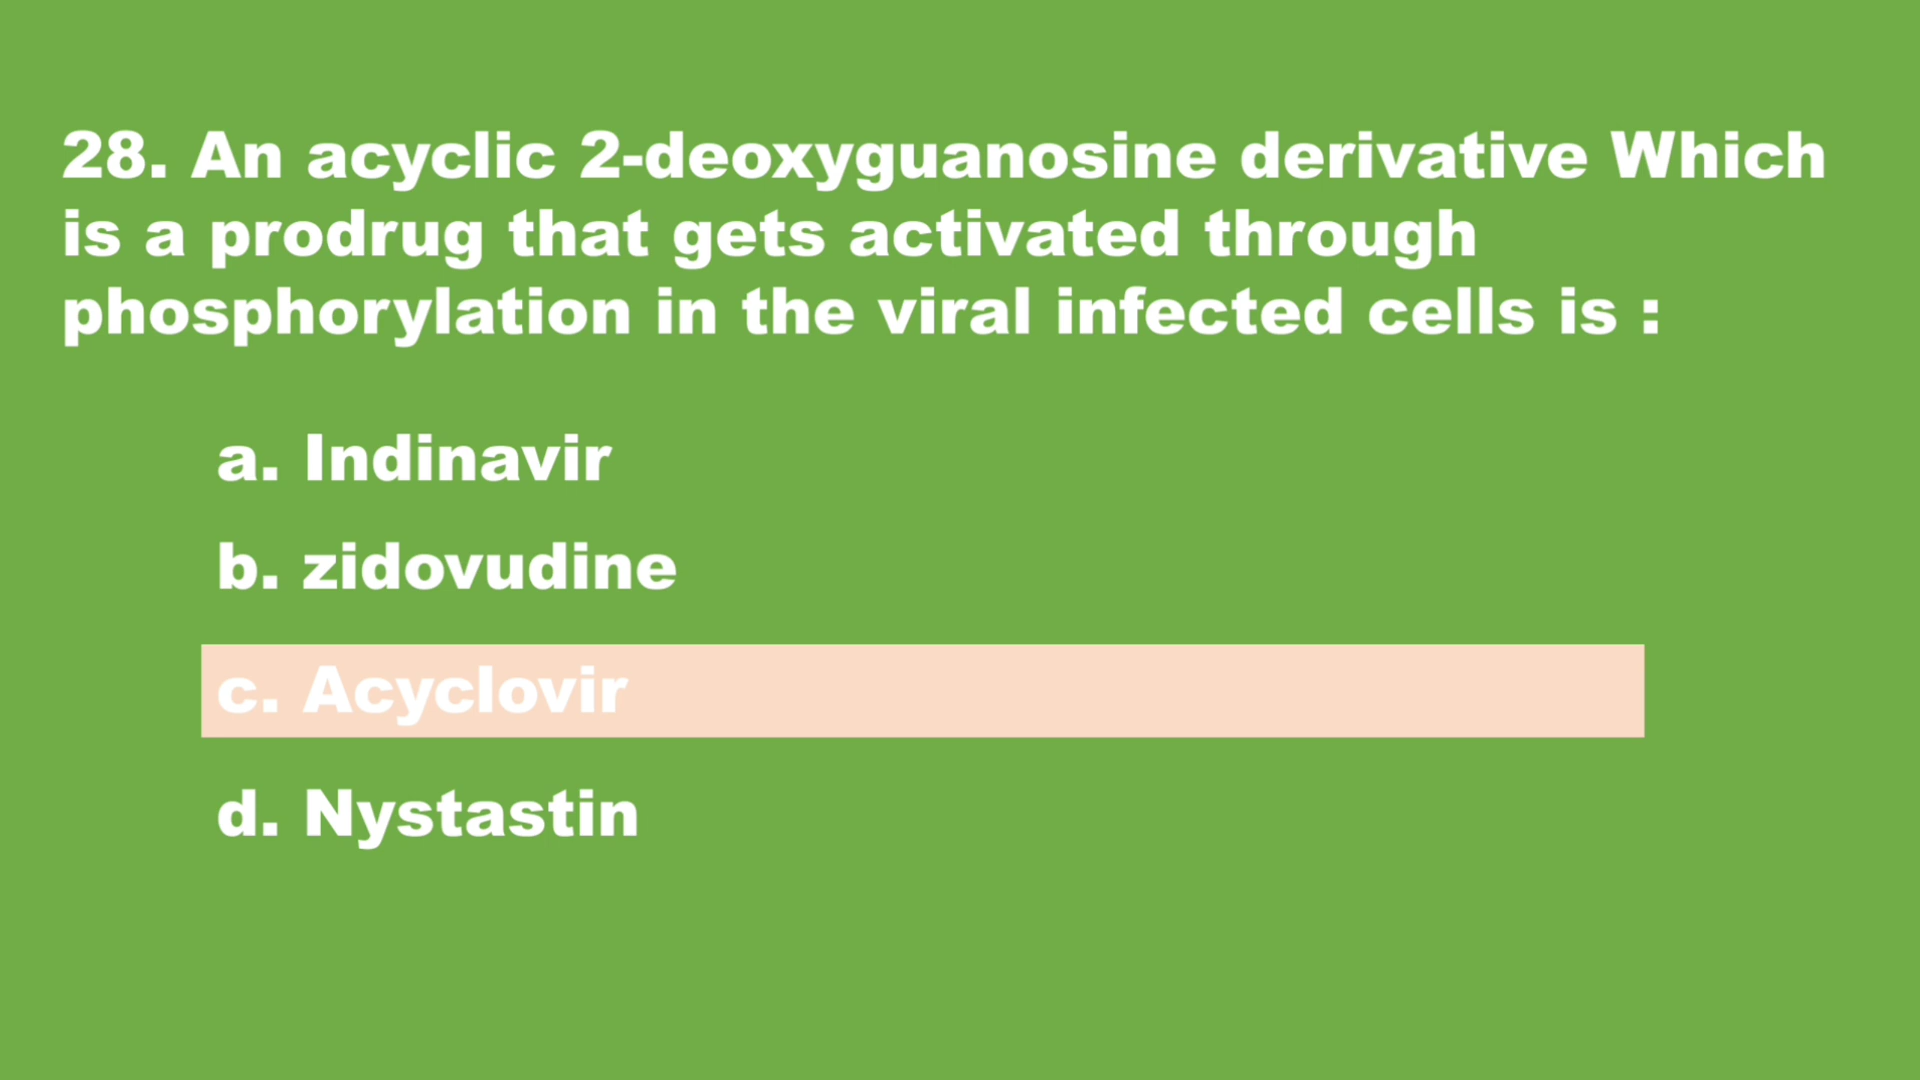 28. An acyclic 2-deoxyguanosine derivative Which
is a prodrug that gets activated through
phosphorylation in the viral infected cells is :
a. Indinavir
b. zidovudine
c. Acyclovir
d. Nystastin